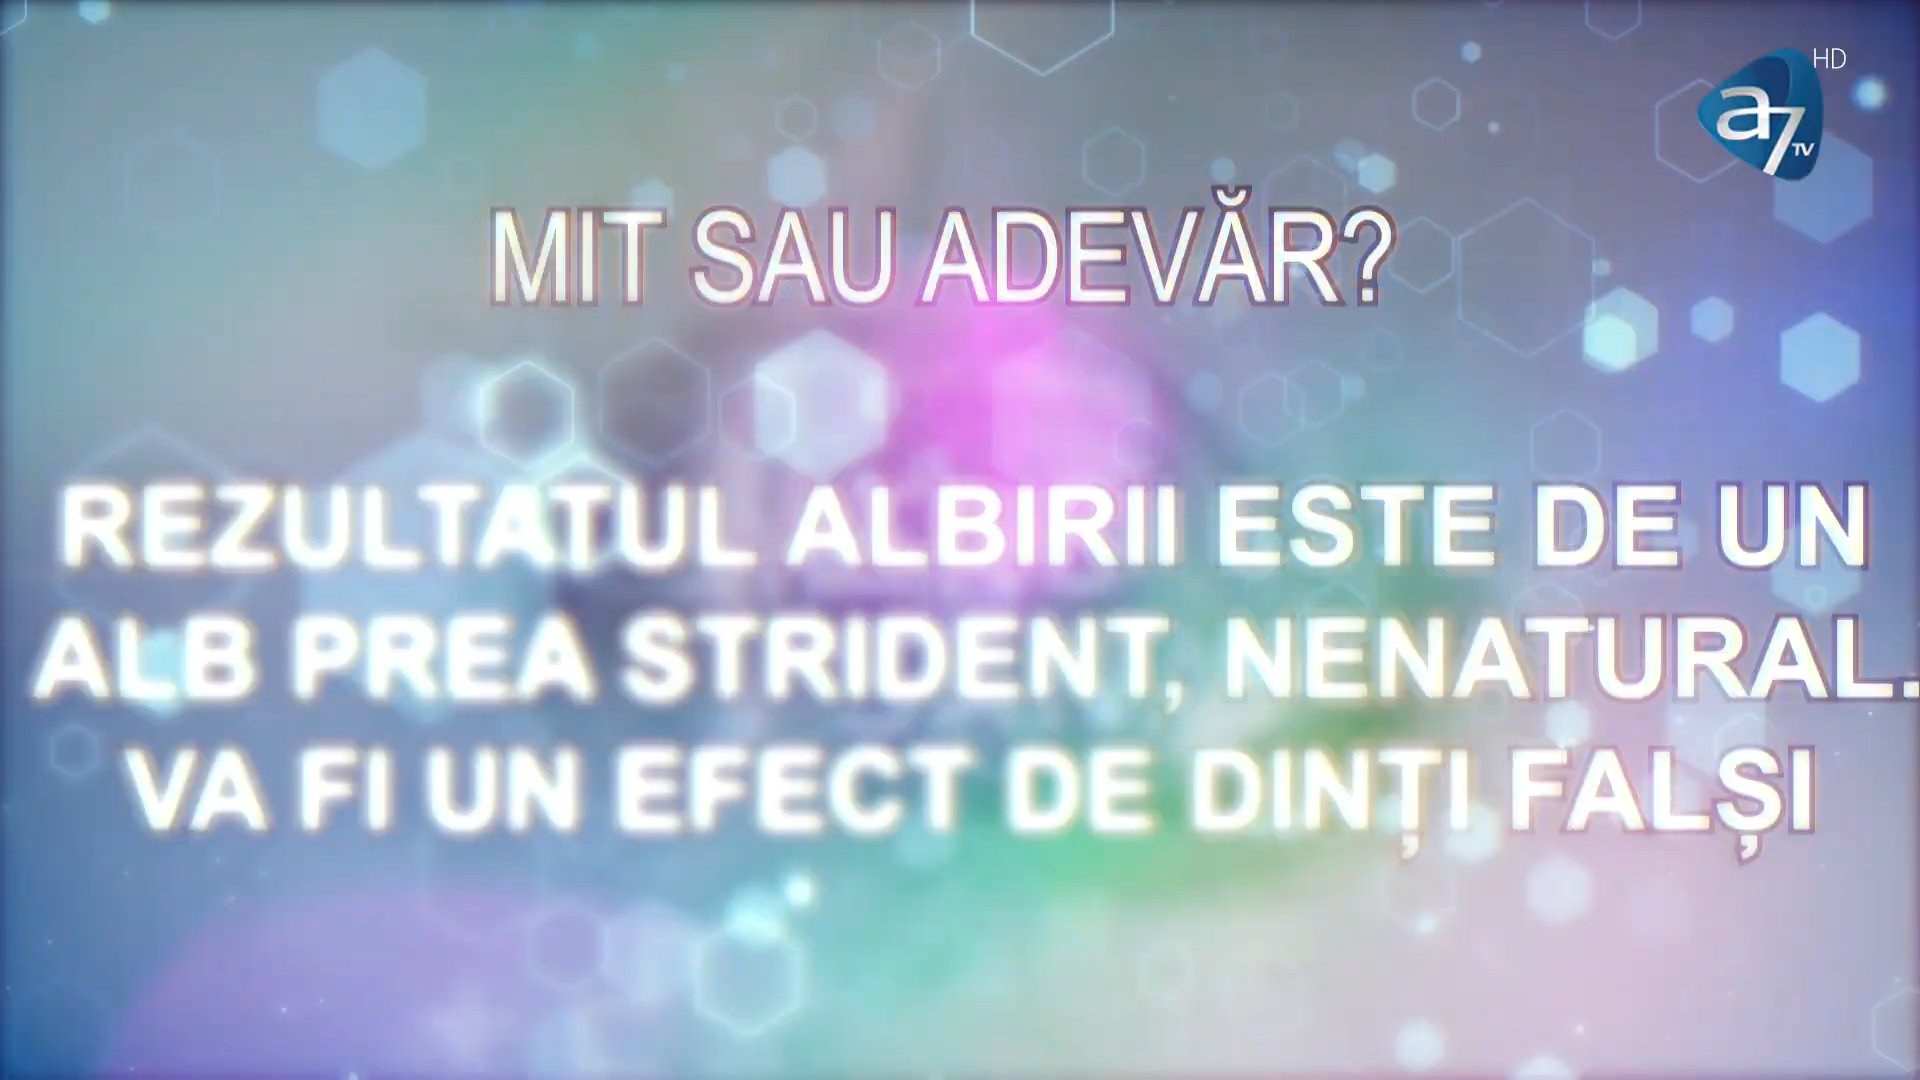 HD
a7 TV
MIT SAU ADEVĂR?
REZULTATUL ALBIRII ESTE DE UN
ALB PREA STRIDENT, NENATURAL.
VA FI UN EFECT DE DINȚI FALȘI